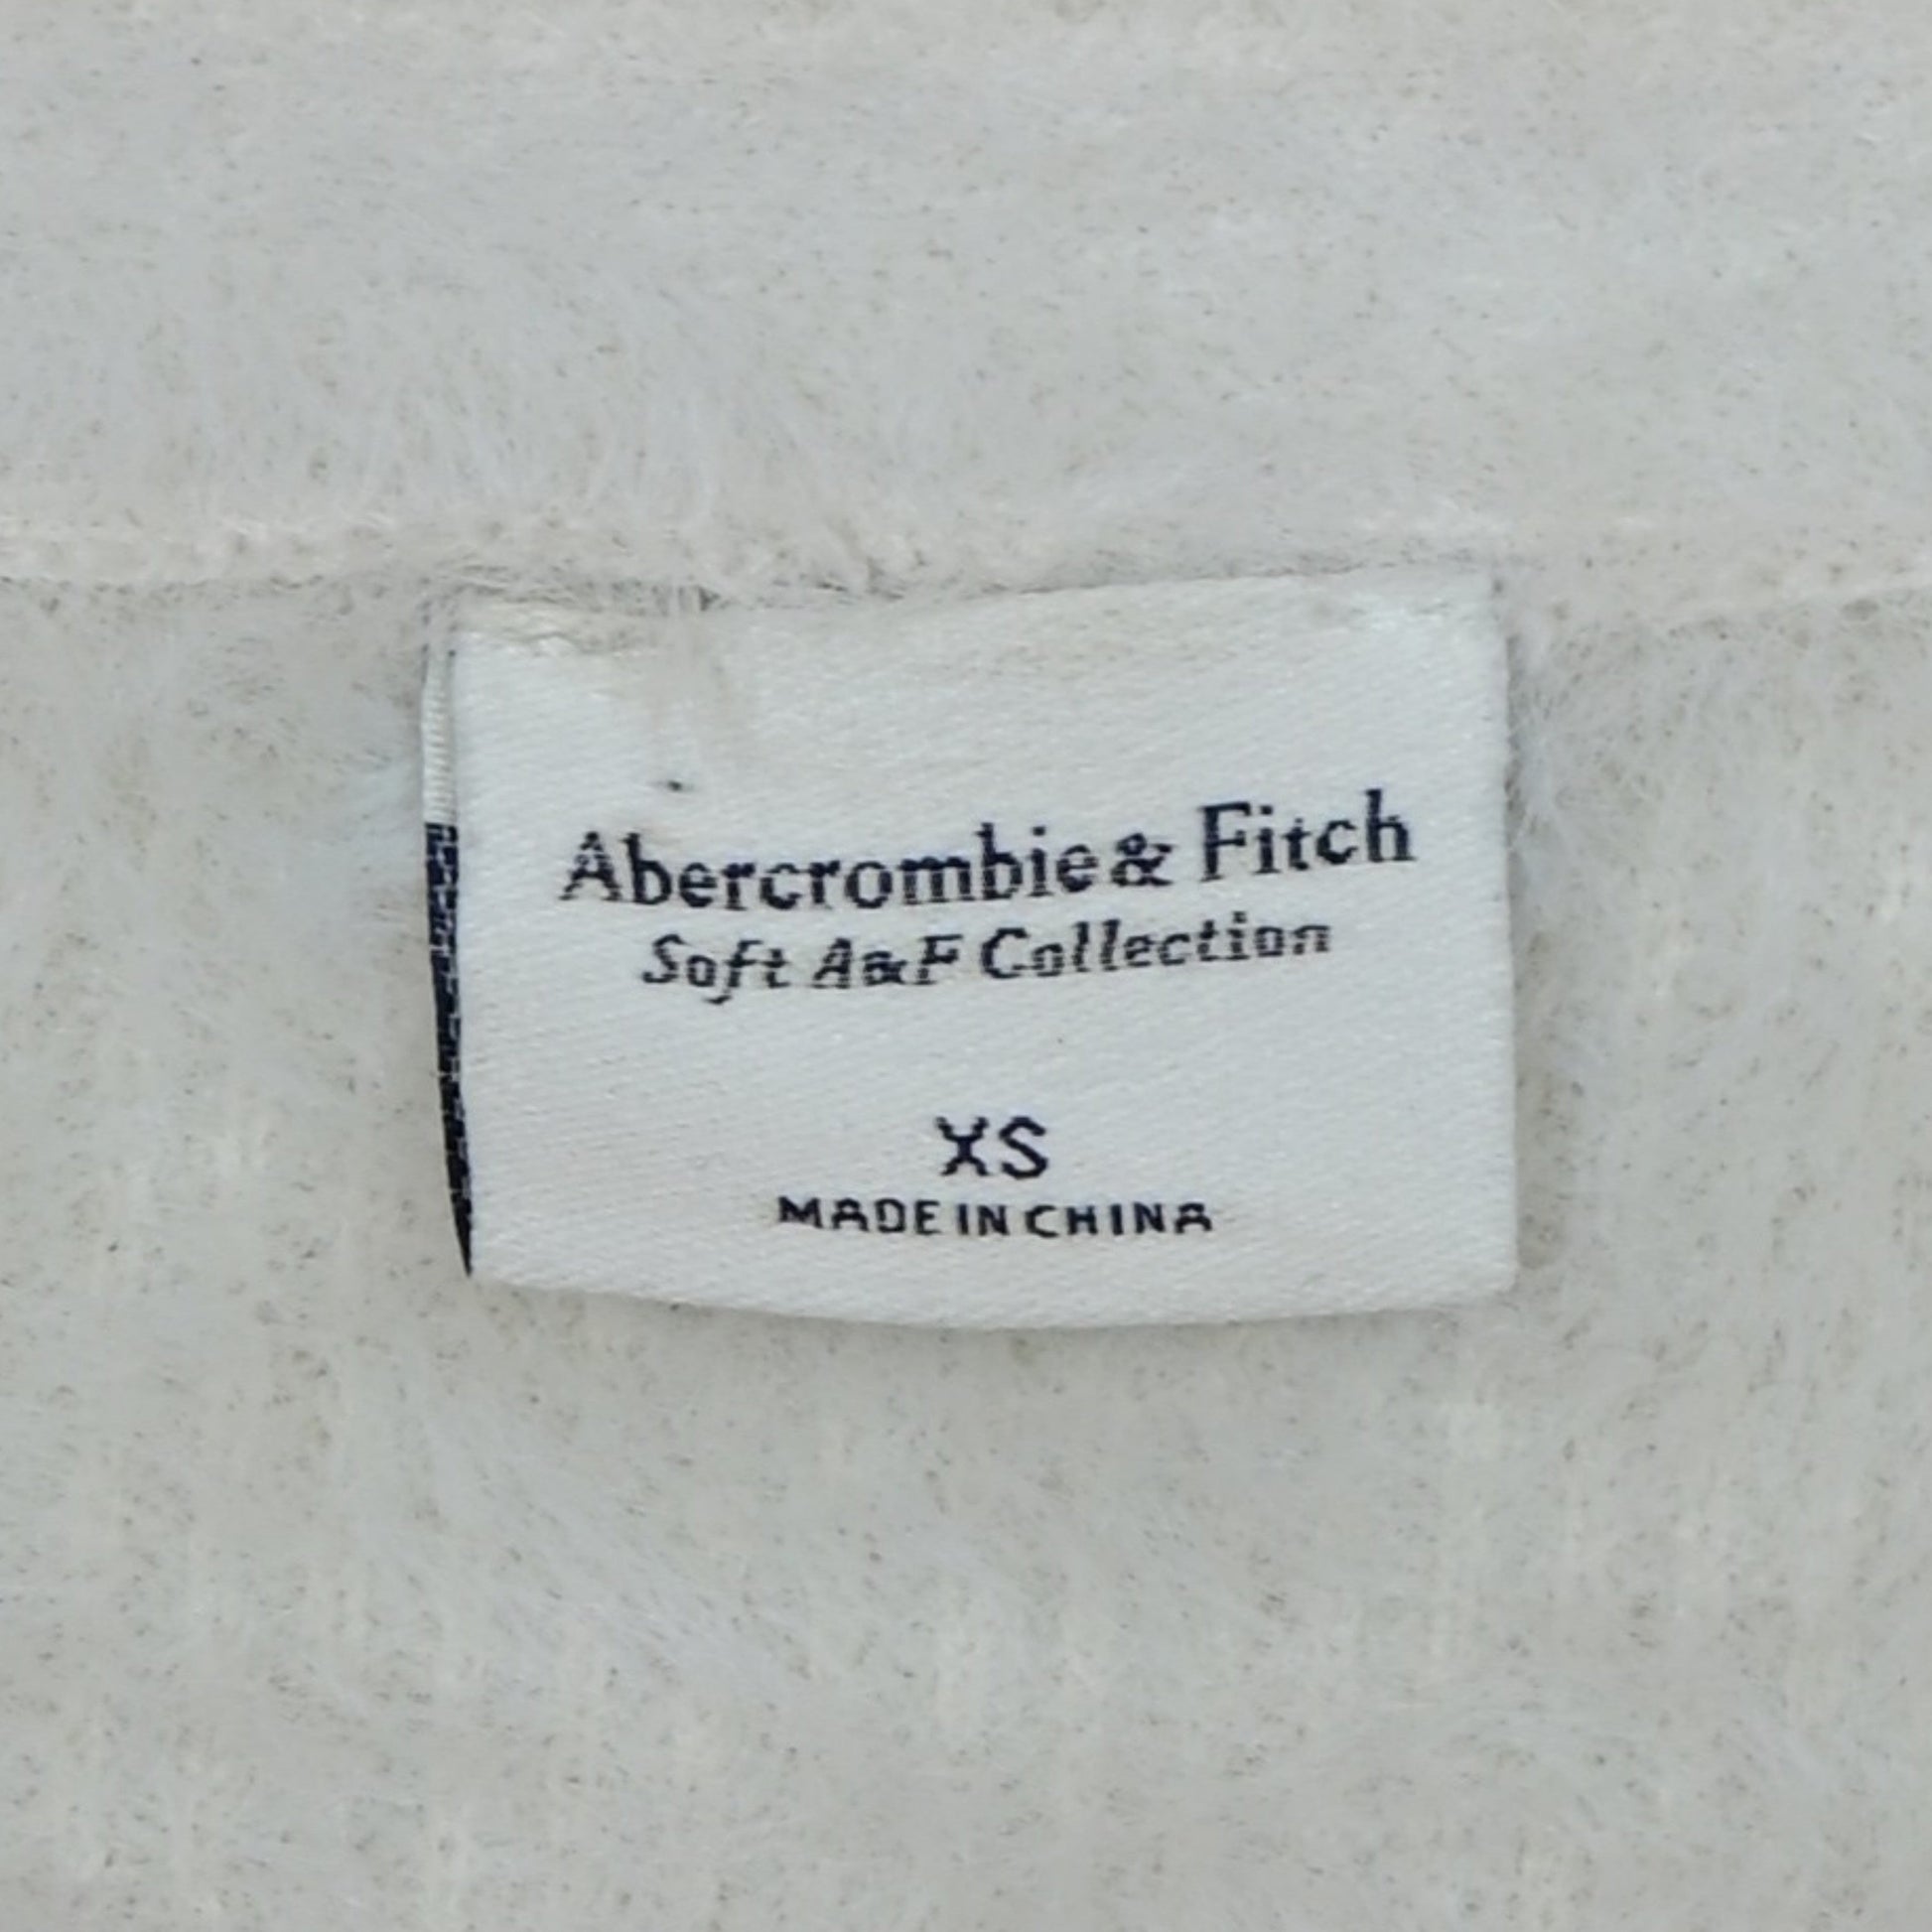 Abercrombie & Fitch
Soft A&F Collection
XS
MADE IN CHINA